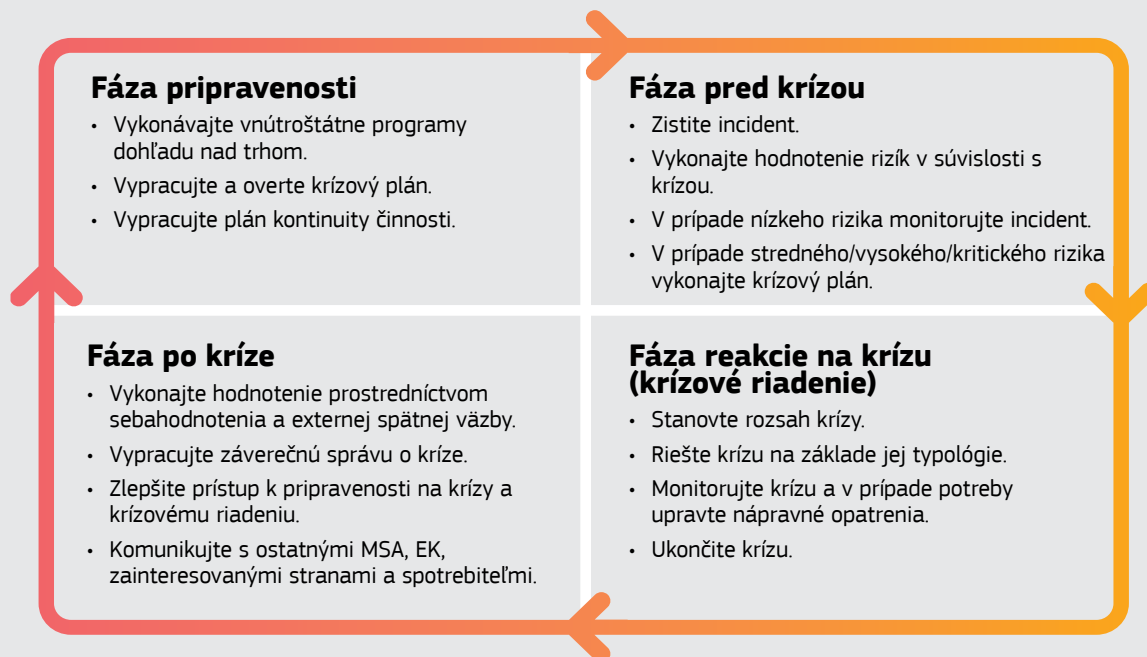 Fáza pripravenosti
• Vykonávajte vnútroštátne programy
dohľadu nad trhom.
• Vypracujte a overte krízový plán.
• Vypracujte plán kontinuity činnosti.
Fáza pred krízou
• Zistite incident.
• Vykonajte hodnotenie rizík v súvislosti s
krízou.
• V prípade nízkeho rizika monitorujte incident.
• V prípade stredného/vysokého/kritického rizika
vykonajte krízový plán.
Fáza po kríze
• Vykonajte hodnotenie prostredníctvom
sebahodnotenia a externej spätnej väzby.
• Vypracujte záverečnú správu o kríze.
• Zlepšite prístup k pripravenosti na krízy a
krízovému riadeniu.
• Komunikujte s ostatnými MSA, EK,
zainteresovanými stranami a spotrebiteľmi.
Fáza reakcie na krízu
(krízové riadenie)
• Stanovte rozsah krízy.
• Riešte krízu na základe jej typológie.
• Monitorujte krízu a v prípade potreby
upravte nápravné opatrenia.
• Ukončite krízu.